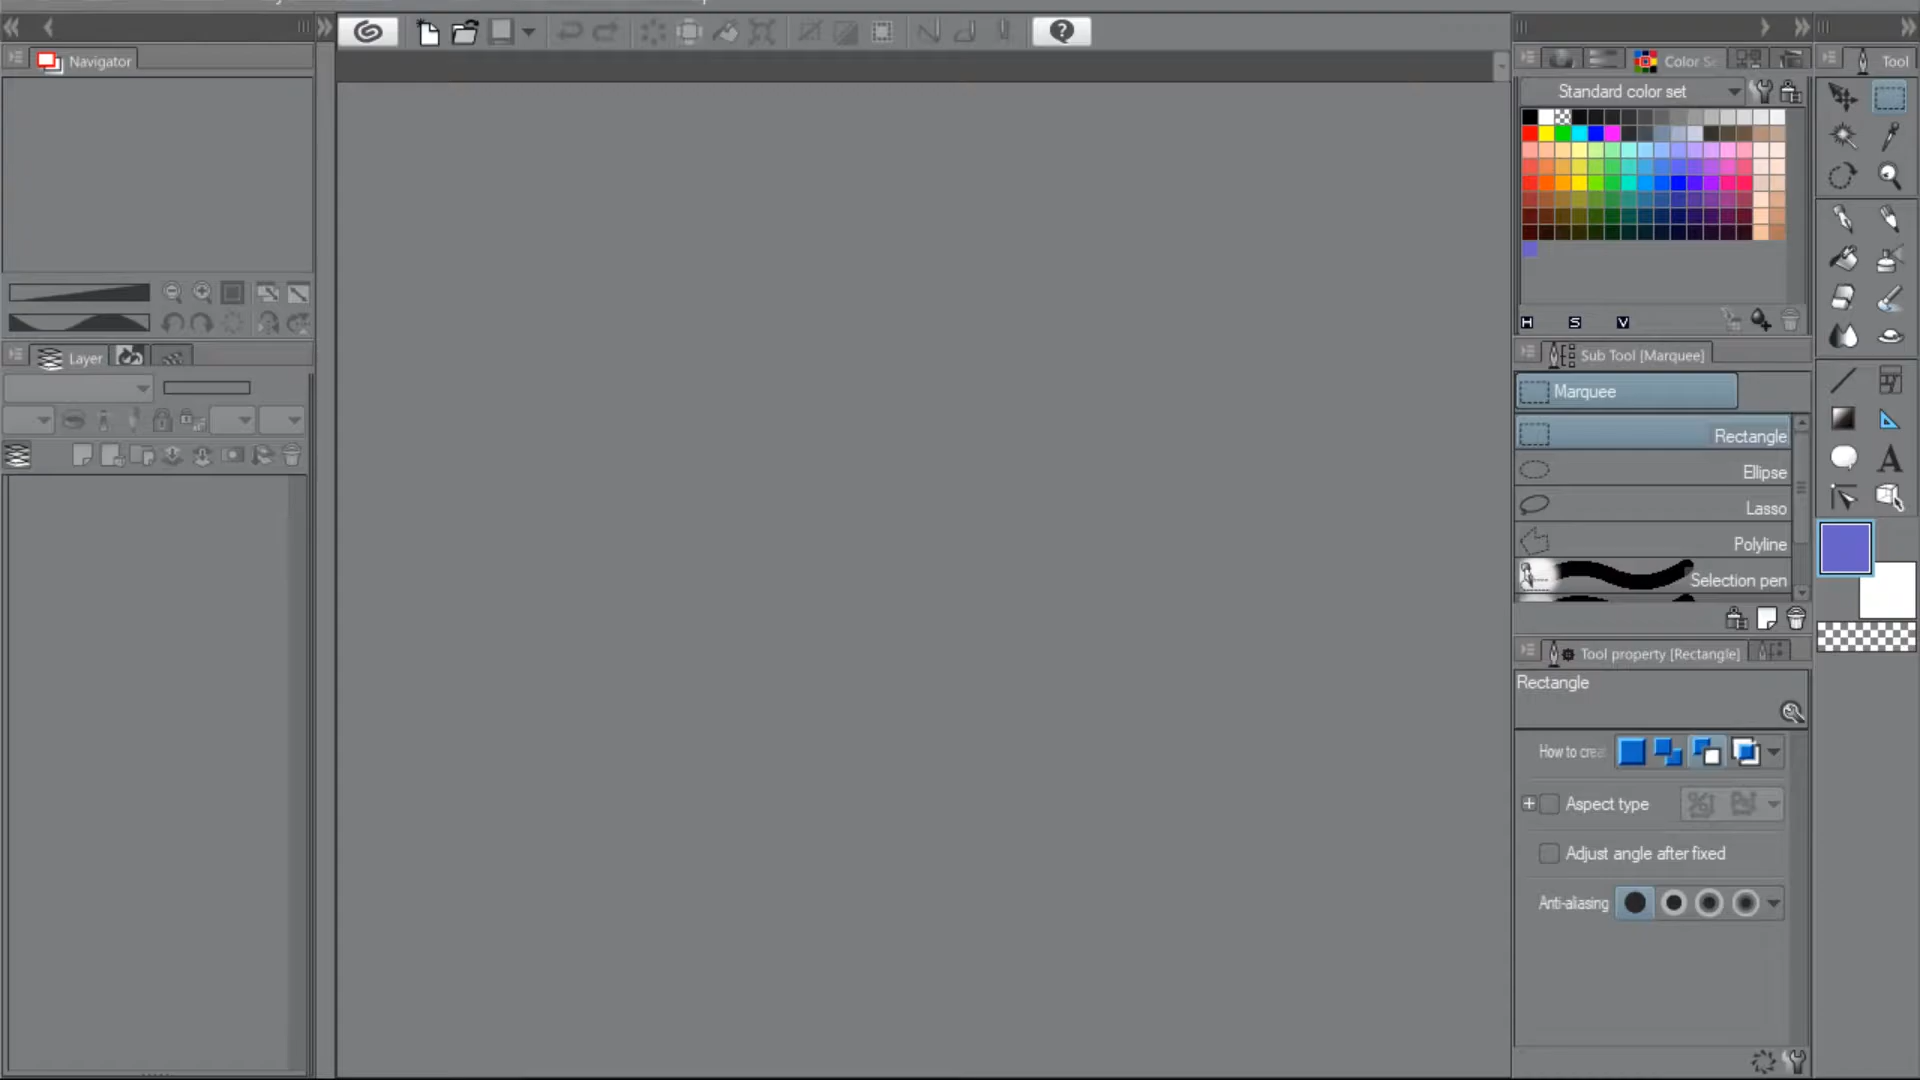 Navigator
Color Se
Tool
Standard color set
H S V
Layer
Sub Tool [Marquee]
Marquee
Rectangle
Ellipse
Lasso
Polyline
Selection pen
Tool property [Rectangle]
Rectangle
How to crea
Aspect type
Adjust angle after fixed
Anti-aliasing
A